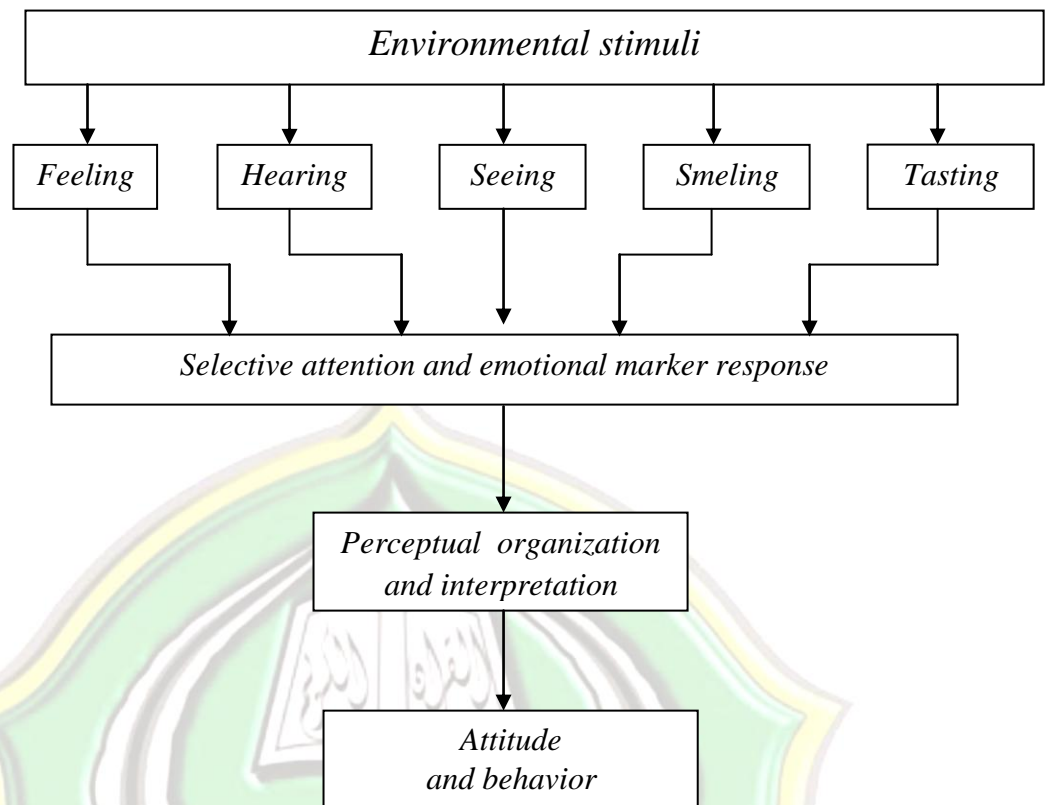 Environmental stimuli
Feeling
Hearing
Seeing
Smeling
Tasting
Selective attention and emotional marker response
Perceptual organization
and interpretation
Attitude
and behavior